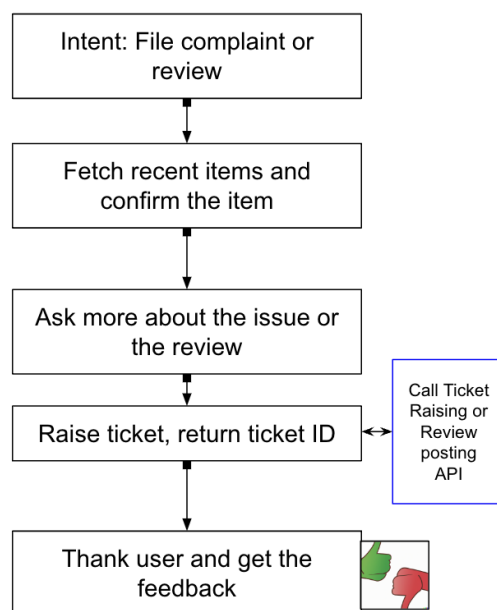 Intent: File complaint or
review
Fetch recent items and
confirm the item
Ask more about the issue or
the review
Raise ticket, return ticket ID
Call Ticket
Raising or
Review
posting
API
Thank user and get the
feedback